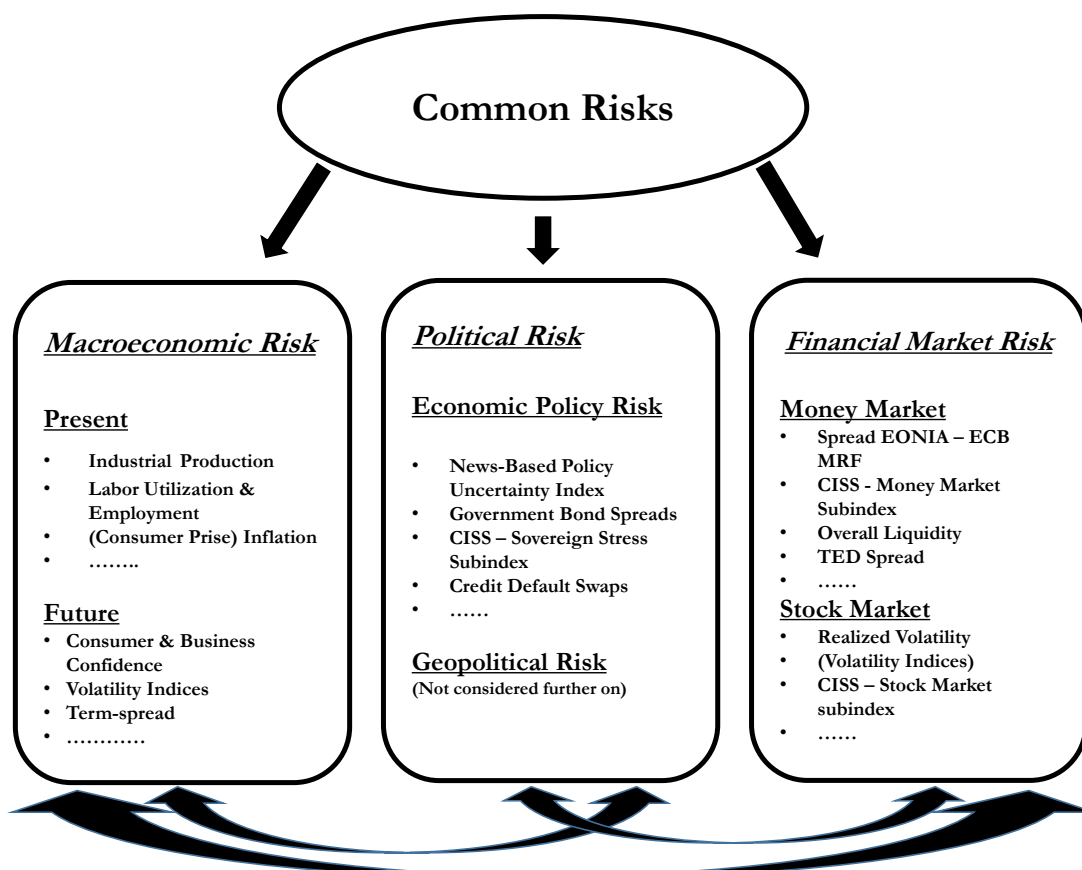 Common Risks
Macroeconomic Risk
Present
• Industrial Production
• Labor Utilization &
Employment
• (Consumer Prise) Inflation
• ……..
Future
• Consumer & Business
Confidence
• Volatility Indices
• Term-spread
• …………
Political Risk
Economic Policy Risk
• News-Based Policy
Uncertainty Index
• Government Bond Spreads
• CISS – Sovereign Stress
Subindex
• Credit Default Swaps
• ……
Geopolitical Risk
(Not considered further on)
Financial Market Risk
Money Market
• Spread EONIA – ECB
MRF
• CISS - Money Market
Subindex
• Overall Liquidity
• TED Spread
• ……
Stock Market
• Realized Volatility
• (Volatility Indices)
• CISS – Stock Market
subindex
• ……